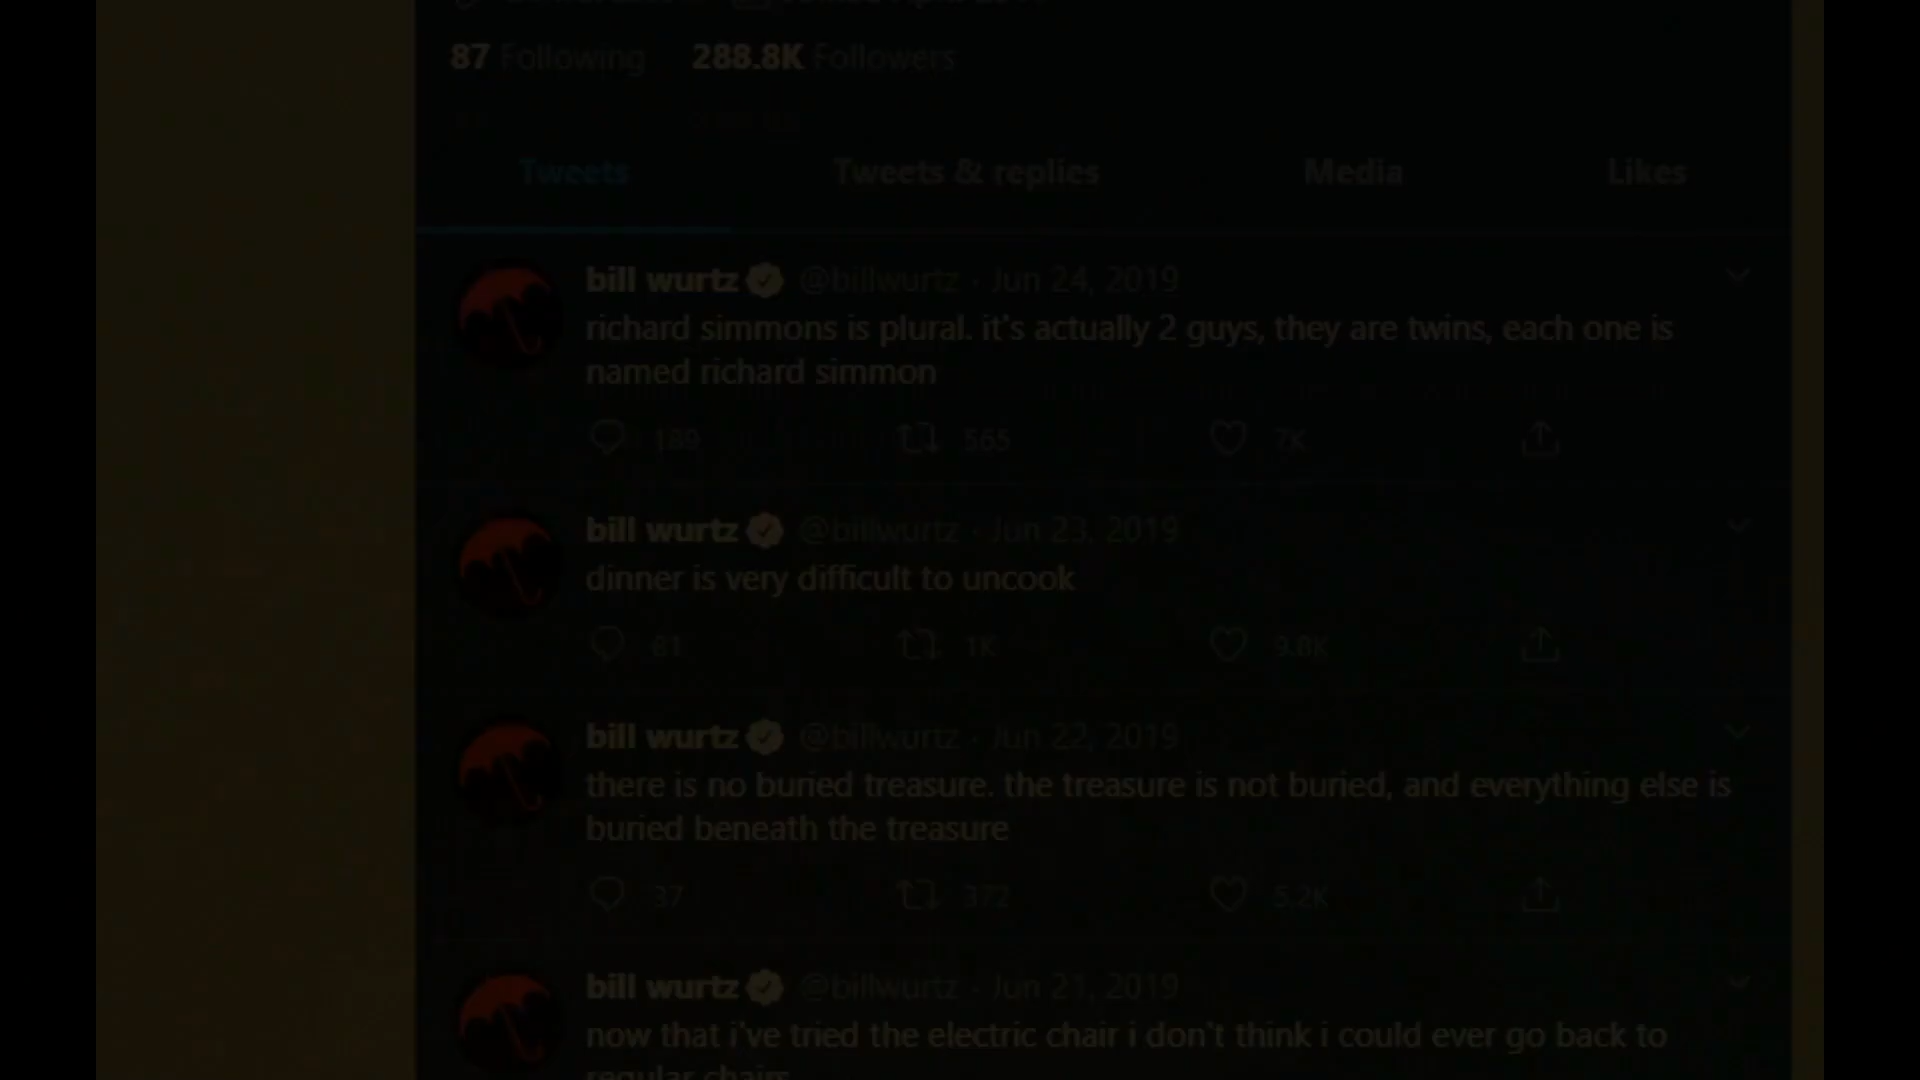 87 Following 288.8K Followers
Tweets Tweets & replies Media Likes
bill wurtz @billwurtz · Jun 24, 2019
richard simmons is plural. it's actually 2 guys, they are twins, each one is
named richard simmon
189 565 7K
bill wurtz @billwurtz · Jun 23, 2019
dinner is very difficult to uncook
81 1K 9.8K
bill wurtz @billwurtz · Jun 22, 2019
there is no buried treasure. the treasure is not buried, and everything else is
buried beneath the treasure
37 372 5.2K
bill wurtz @billwurtz · Jun 21, 2019
now that i've tried the electric chair i don't think i could ever go back to
regular chairs